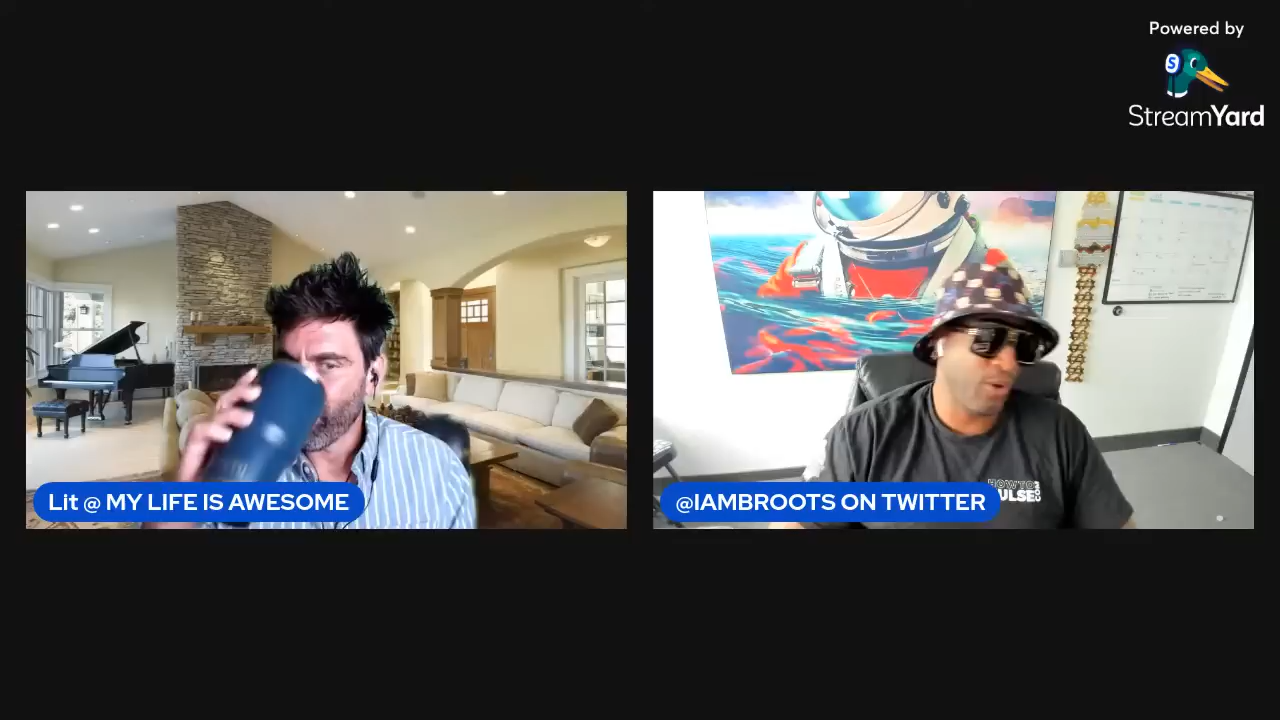 Powered by
S
StreamYard
Lit @ MY LIFE IS AWESOME
@IAMBROOTS ON TWITTER